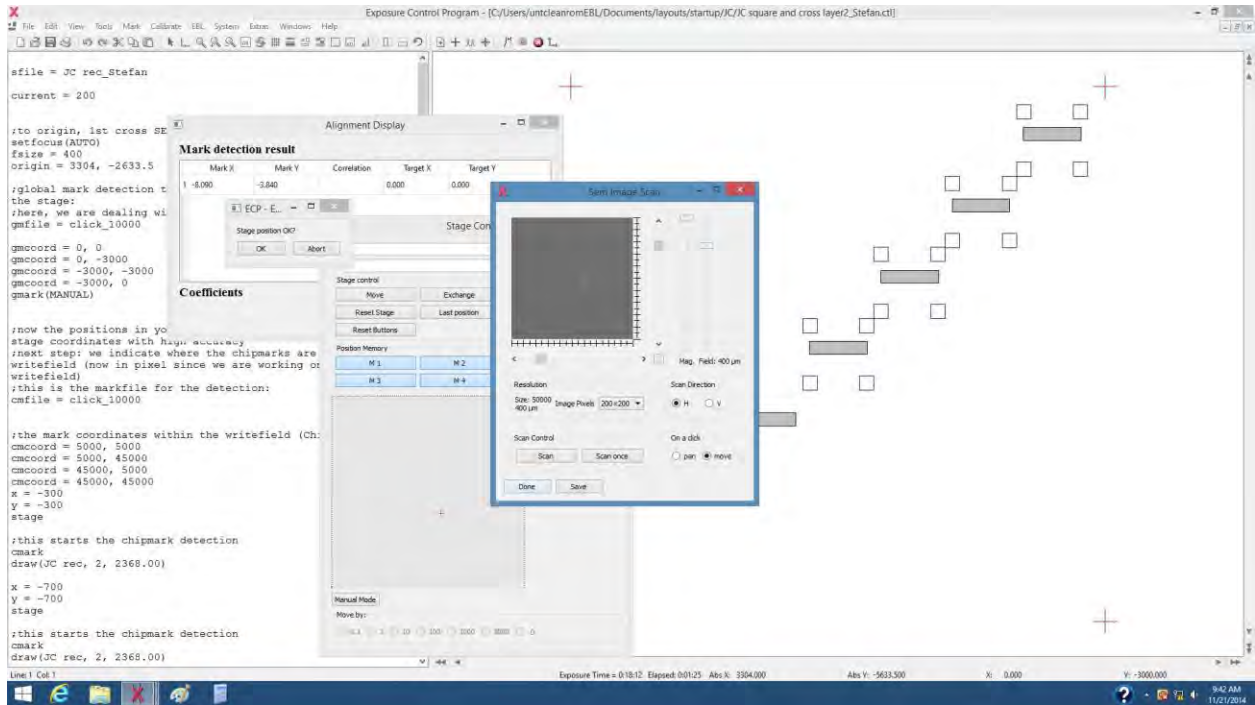 Exposure Control Program - [C:/Users/untcleanromEBL/Documents/layouts/startup/JC/JC square and cross layer2_Stefan.ctl]
File Edit View Tools Mark Calibrate EBL System Extras Windows Help
sfile = JC rec_Stefan
current = 200
;to origin, 1st cross SE
setfocus(AUTO)
fsize = 400
origin = 3304, -2633.5
;global mark detection t
the stage:
;here, we are dealing wi
gmfile = click_10000
gmcoord = 0, 0
gmcoord = 0, -3000
gmcoord = -3000, -3000
gmcoord = -3000, 0
gmark(MANUAL)
;now the positions in yo
stage coordinates with high accuracy
;next step: we indicate where the chipmarks are
writefield (now in pixel since we are working on
writefield)
;this is the markfile for the detection:
cmfile = click_10000
;the mark coordinates within the writefield (Chi
cmcoord = 5000, 5000
cmcoord = 5000, 45000
cmcoord = 45000, 5000
cmcoord = 45000, 45000
x = -300
y = -300
stage
;this starts the chipmark detection
cmark
draw(JC rec, 2, 2368.00)
x = -700
y = -700
stage
;this starts the chipmark detection
cmark
draw(JC rec, 2, 2368.00)
Alignment Display
Mark detection result
Mark X Mark Y Correlation Target X Target Y
1 -8.090 -3.840 0.000 0.000
Coefficients
ECP - E...
Stage position OK?
OK Abort
Stage Con
Stage control
Move Exchange
Reset Stage Last position
Reset Buttons
Position Memory
M 1 M 2
M 3 M 4
Manual Mode
Move by:
Sem Image Scan
Mag. Field: 400 µm
Resolution Scan Direction
Size: 50000
400 um Image Pixels 200×200 H V
Scan Control On a click
Scan Scan once pan move
Done Save
Line: 1 Col: 1
Exposure Time = 0:18:12 Elapsed: 0:01:25 Abs X: 3304.000 Abs Y: -5633.500 X: 0.000 Y: -3000.000
9:42 AM
11/21/2014